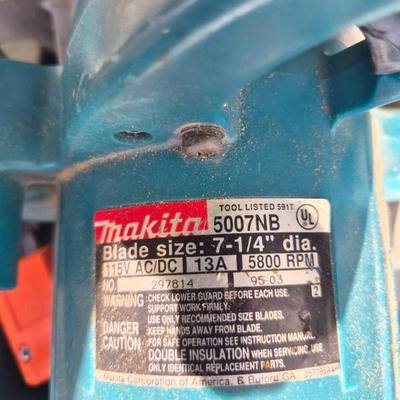 TOOL LISTED 591T
makita 5007NB UL
Blade size: 7-1/4" dia.
115V AC/DC 13A 5800 RPM
NO. 297814 95-03
2
WARNING: CHECK LOWER GUARD BEFORE EACH USE.
SUPPORT WORK FIRMLY.
USE ONLY RECOMMENDED SIZE BLADES.
DANGER KEEP HANDS AWAY FROM BLADE.
CAUTION: FOR SAFE OPERATION SEE INSTRUCTION MANUAL.
DOUBLE INSULATION WHEN SERVICING USE
ONLY IDENTICAL REPLACEMENT PARTS.
Makita Corporation of America, Buford GA